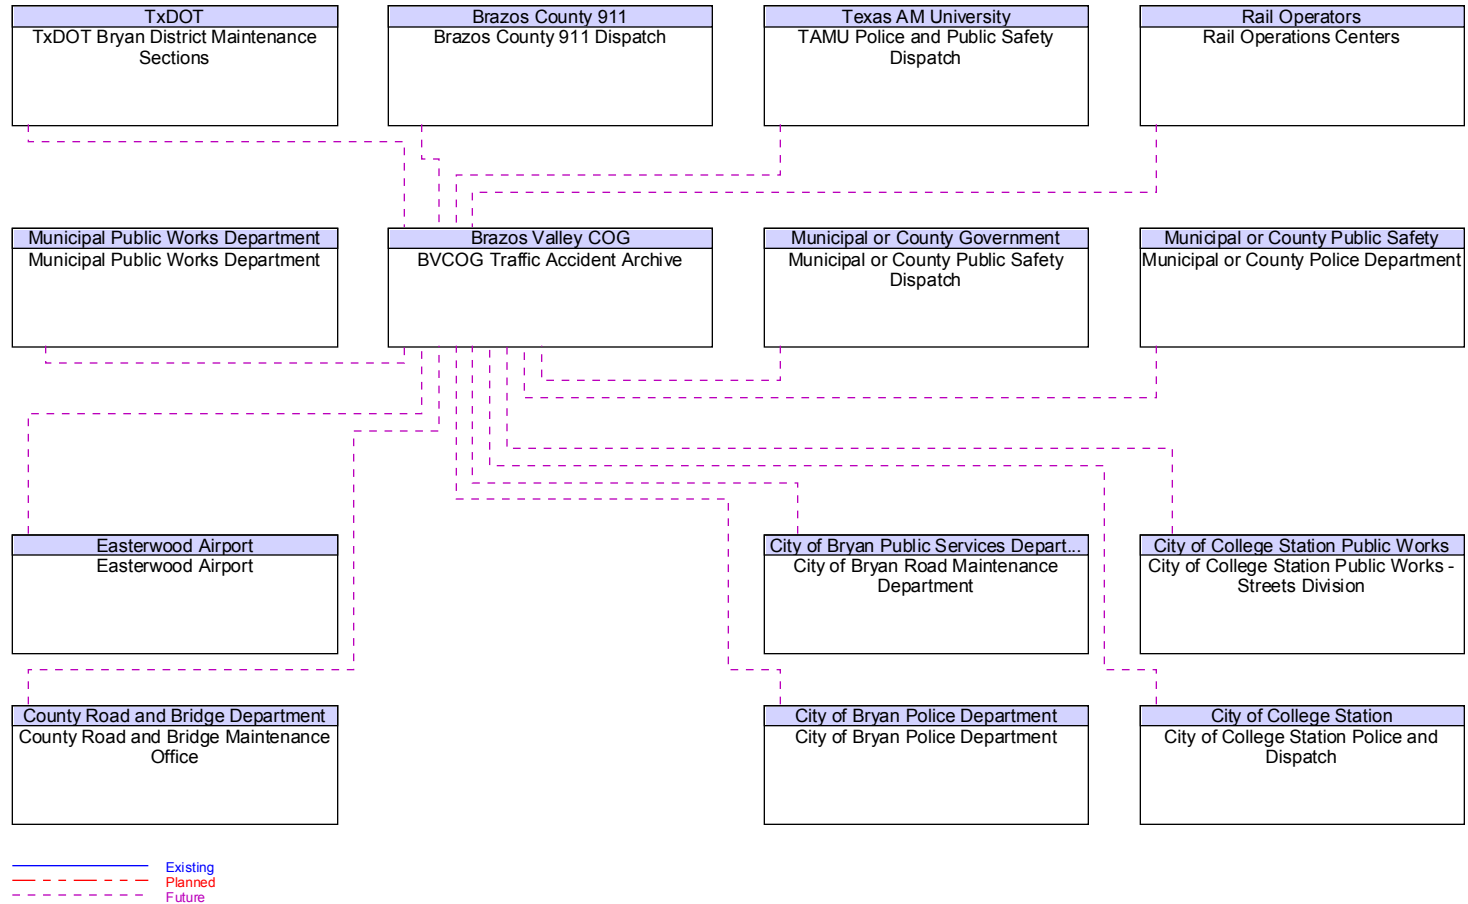 TxDOT
TxDOT Bryan District Maintenance
Sections
Brazos County 911
Brazos County 911 Dispatch
Texas AM University
TAMU Police and Public Safety
Dispatch
Rail Operators
Rail Operations Centers
Municipal Public Works Department
Municipal Public Works Department
Brazos Valley COG
BVCOG Traffic Accident Archive
Municipal or County Government
Municipal or County Public Safety
Dispatch
Municipal or County Public Safety
Municipal or County Police Department
Easterwood Airport
Easterwood Airport
City of Bryan Public Services Depart...
City of Bryan Road Maintenance
Department
City of College Station Public Works
City of College Station Public Works -
Streets Division
County Road and Bridge Department
County Road and Bridge Maintenance
Office
City of Bryan Police Department
City of Bryan Police Department
City of College Station
City of College Station Police and
Dispatch
Existing
Planned
Future